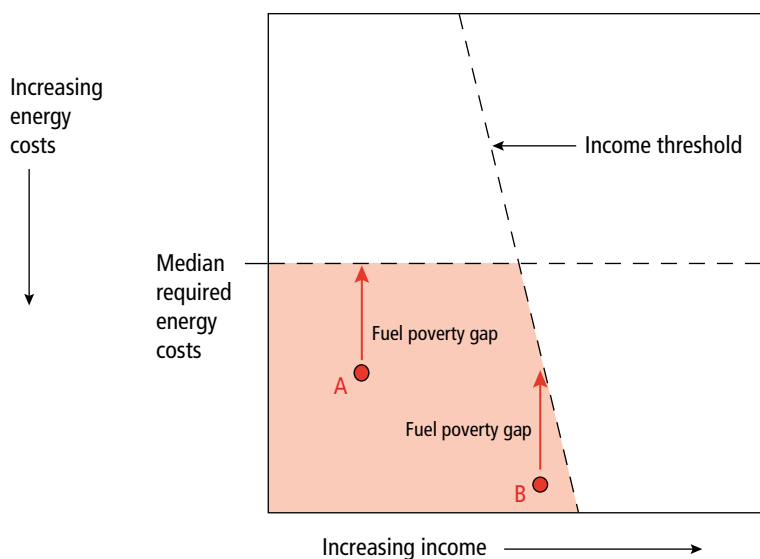 Increasing
energy
costs
Income threshold
Median
required
energy
costs
Fuel poverty gap
A
Fuel poverty gap
B
Increasing income